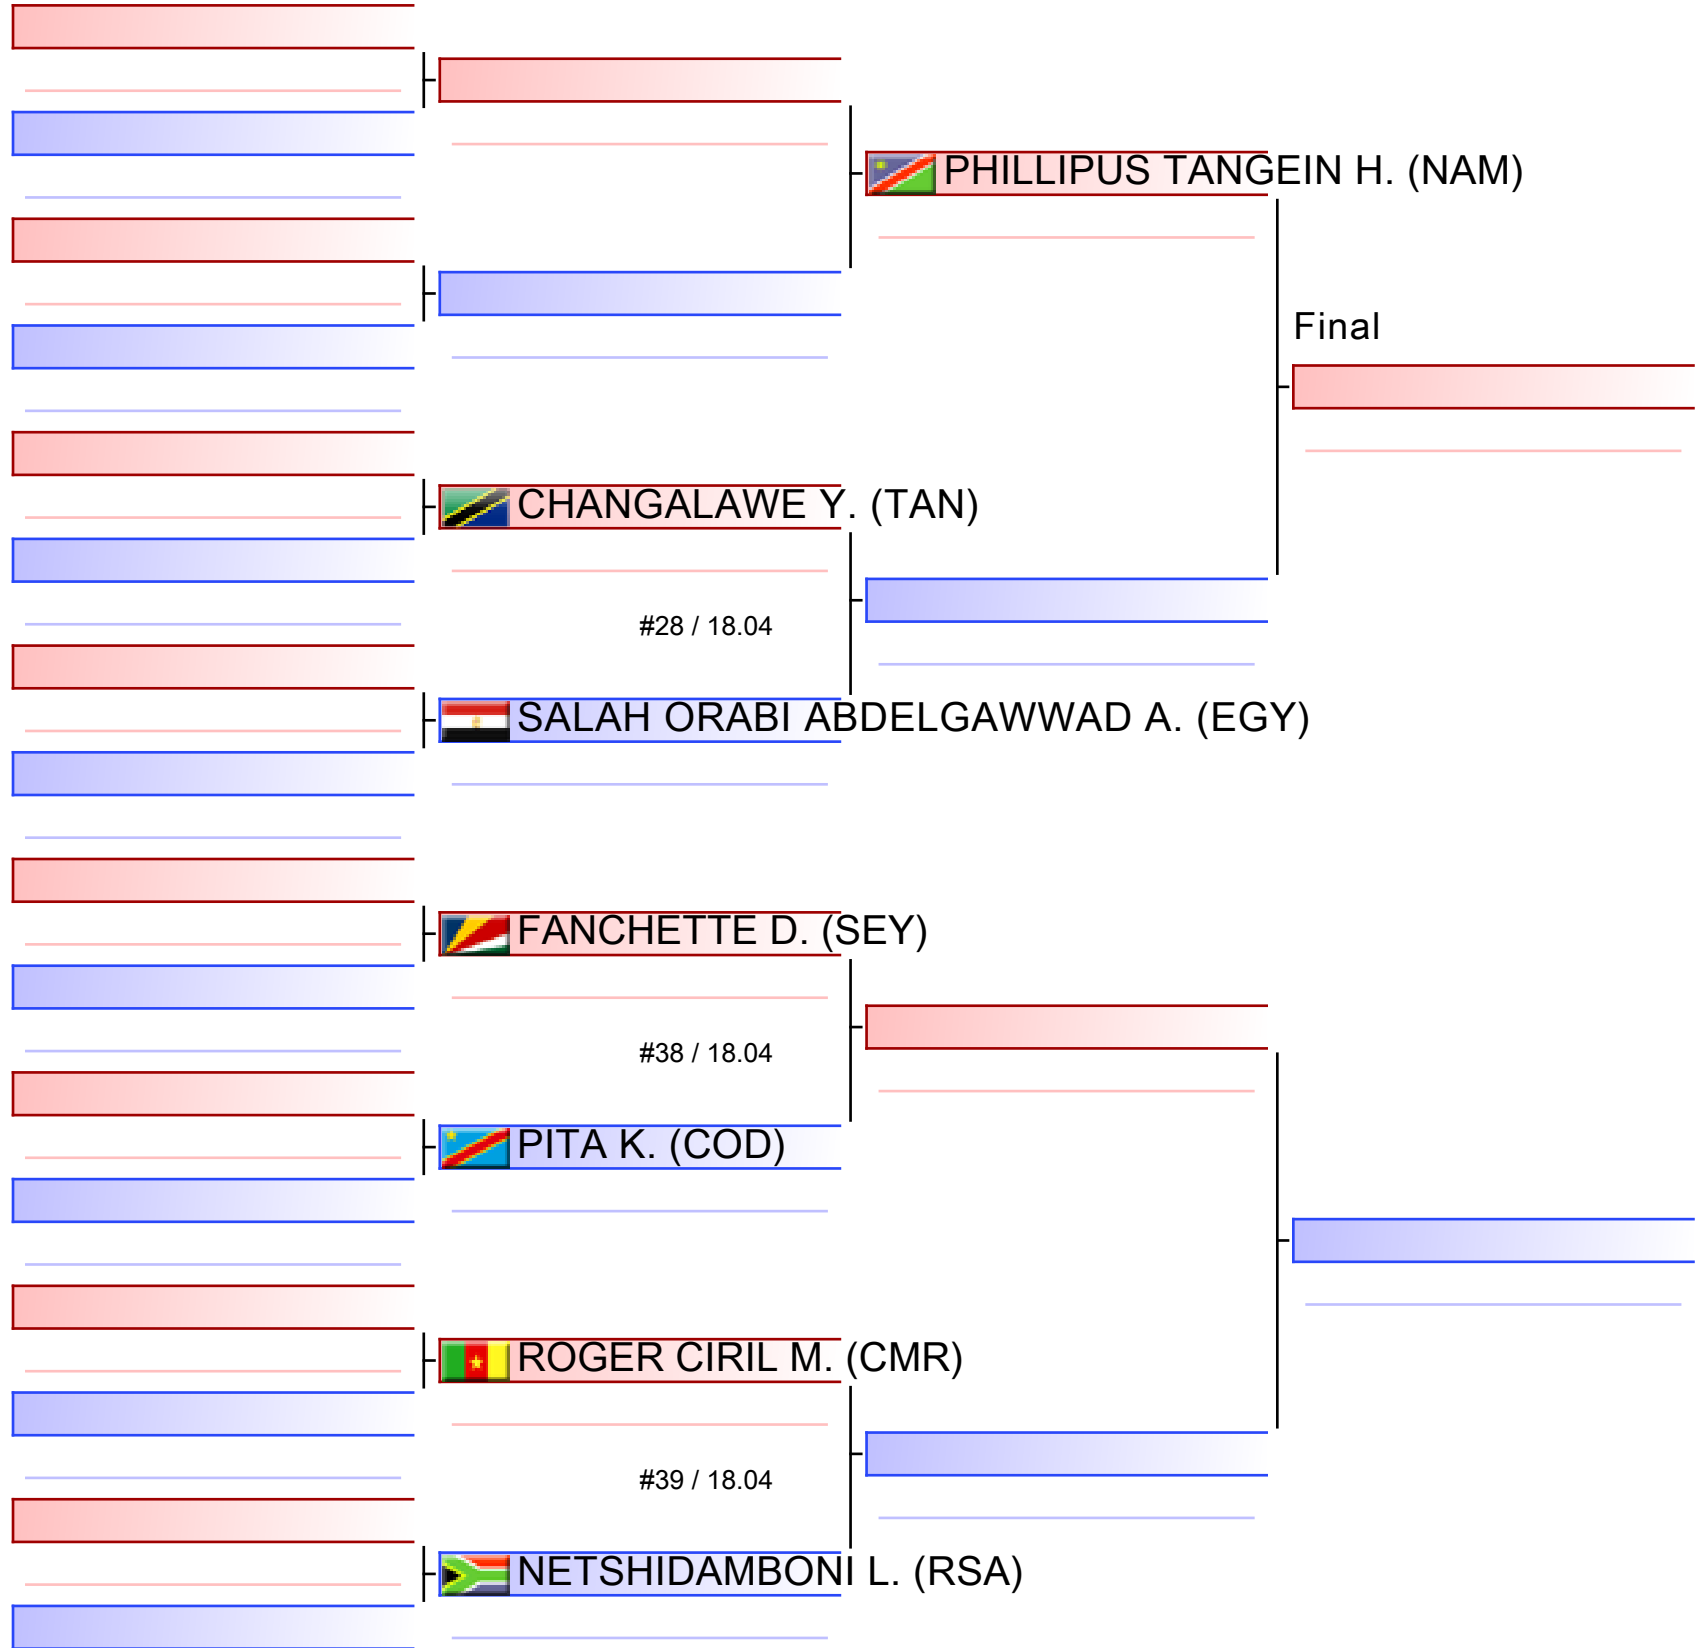 PHILLIPUS TANGEIN H. (NAM)
Final
CHANGALAWE Y. (TAN)
#28 / 18.04
SALAH ORABI ABDELGAWWAD A. (EGY)
FANCHETTE D. (SEY)
#38 / 18.04
PITA K. (COD)
ROGER CIRIL M. (CMR)
#39 / 18.04
NETSHIDAMBONI L. (RSA)